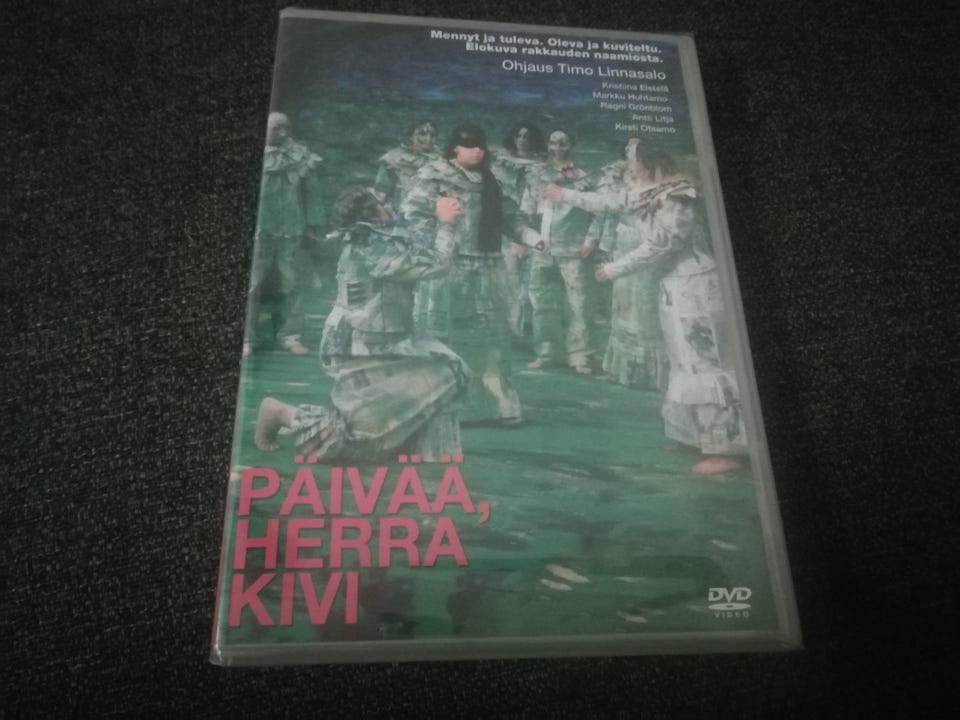 Mennyt ja tuleva. Oleva ja kuviteltu.
Elokuva rakkauden naamiosta.
Ohjaus Timo Linnasalo
Kristiina Elstelä
Markku Huhtamo
Ragni Grönblom
Antti Litja
Kirsti Otsamo
PÄIVÄÄ,
HERRA
KIVI
DVD
VIDEO